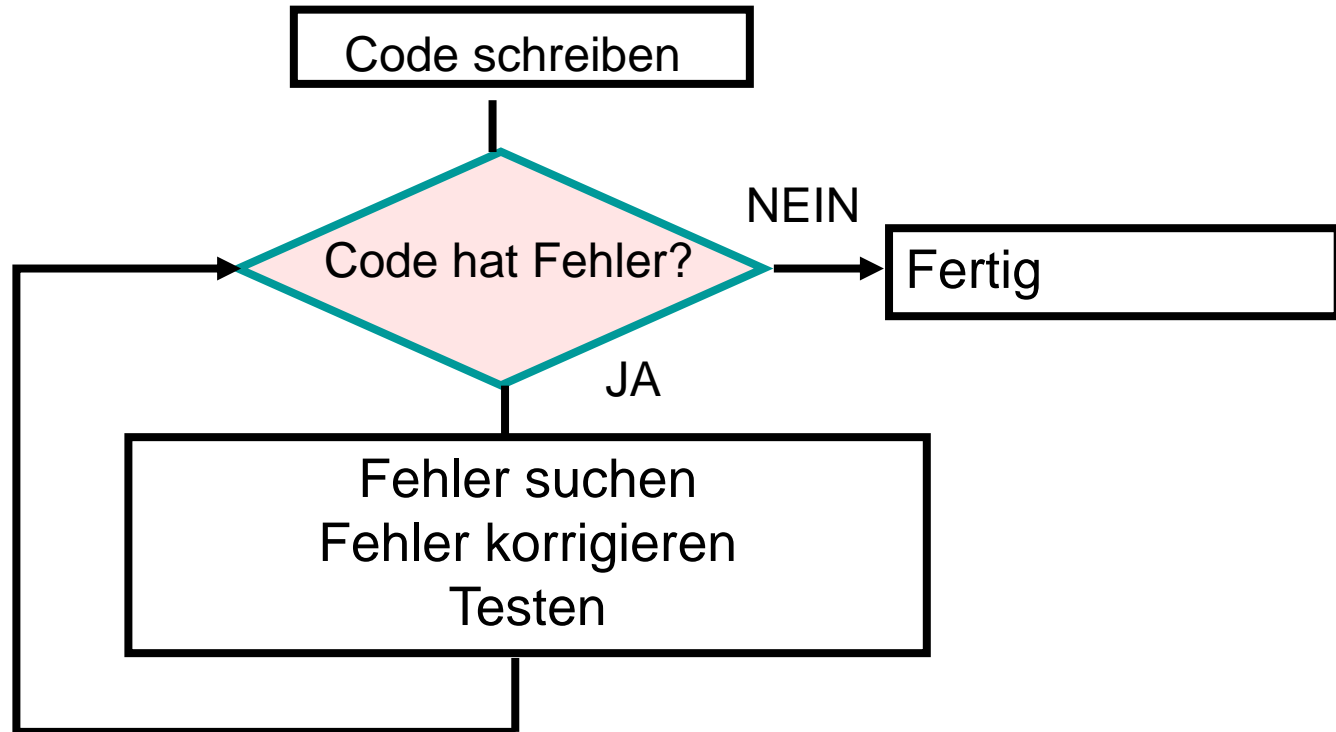 Code schreiben
NEIN
Code hat Fehler?
Fertig
JA
Fehler suchen
Fehler korrigieren
Testen